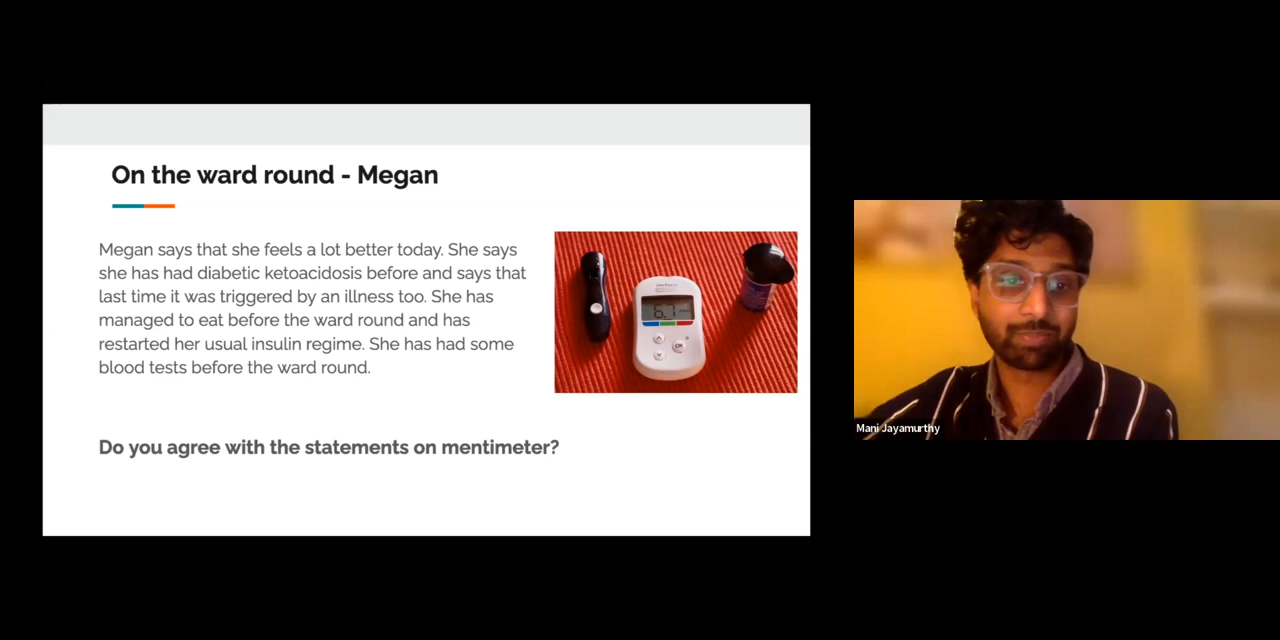 On the ward round - Megan
Megan says that she feels a lot better today. She says
she has had diabetic ketoacidosis before and says that
last time it was triggered by an illness too. She has
managed to eat before the ward round and has
restarted her usual insulin regime. She has had some
blood tests before the ward round.
OK
Do you agree with the statements on mentimeter?
Mani Jayamurthy